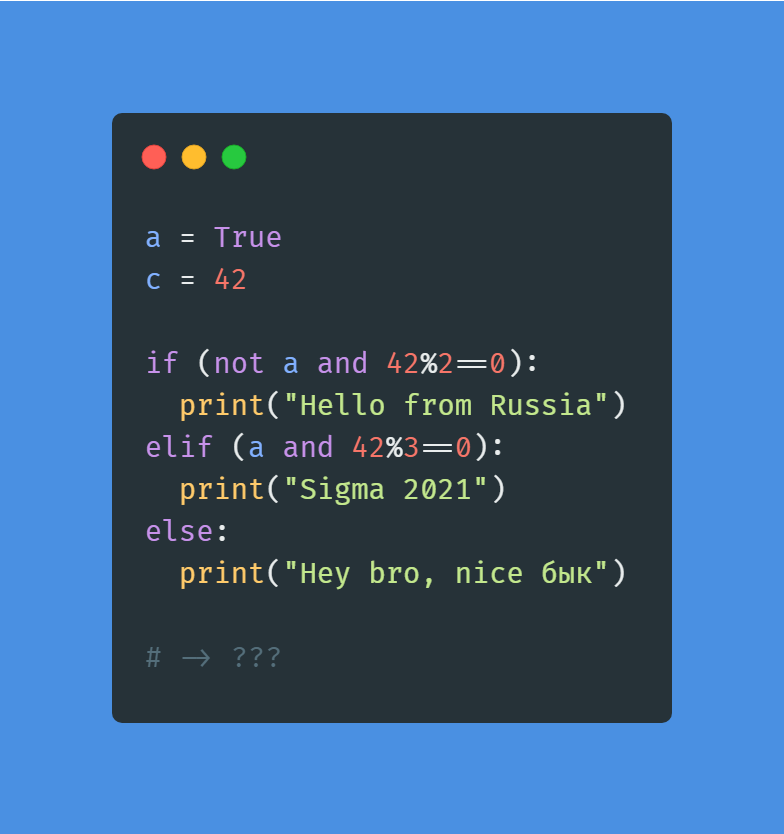 a = True
c = 42
if (not a and 42%2==0):
  print("Hello from Russia")
elif (a and 42%3==0):
  print("Sigma 2021")
else:
  print("Hey bro, nice бык")
# -> ???